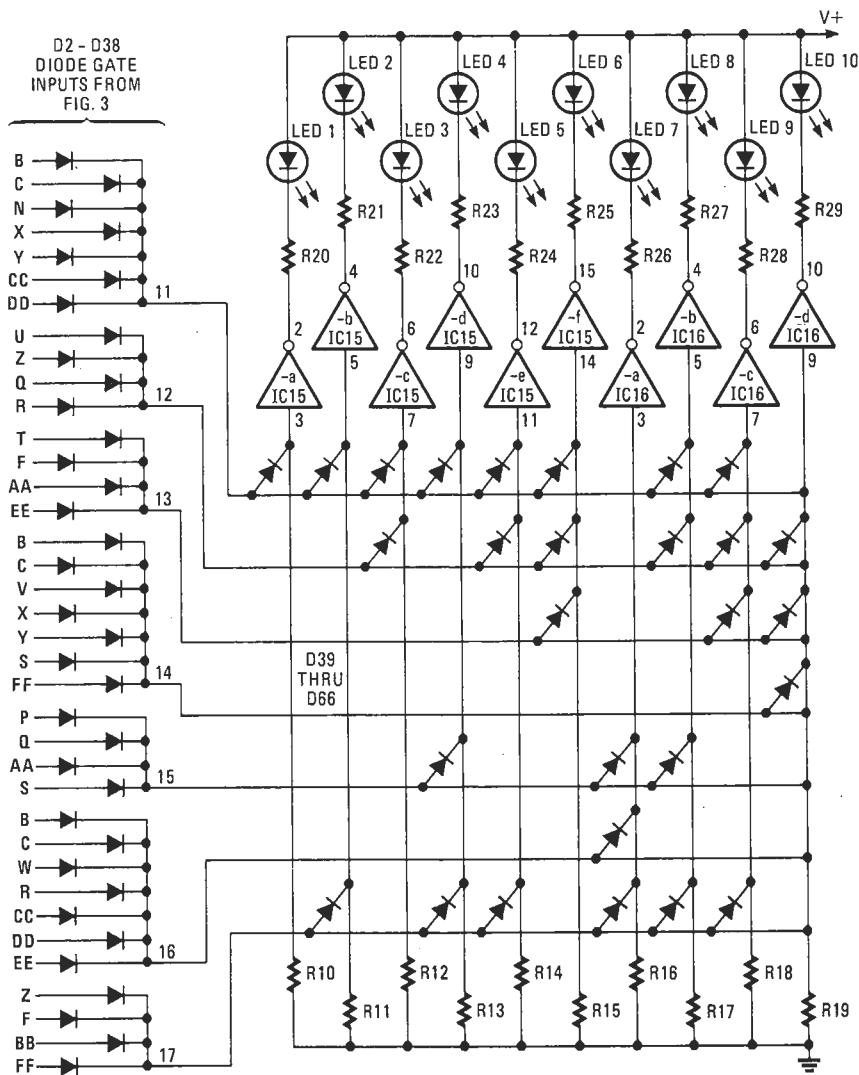 V+
D2 – D38
DIODE GATE
INPUTS FROM
FIG. 3
LED 2
LED 4
LED 6
LED 8
LED 10
LED 1
LED 3
LED 5
LED 7
LED 9
R21
R23
R25
R27
R29
R20
R22
R24
R26
R28
4
10
15
4
10
-b
IC15
-d
IC15
-f
IC15
-b
IC16
-d
IC16
2
6
12
2
6
5
9
14
5
9
-a
IC15
-c
IC15
-e
IC15
-a
IC16
-c
IC16
3
7
11
3
7
B
C
N
X
Y
CC
DD
11
U
Z
Q
R
12
T
F
AA
EE
13
B
C
V
X
Y
S
FF
14
D39
THRU
D66
P
Q
AA
S
15
B
C
W
R
CC
DD
EE
16
Z
F
BB
FF
17
R10
R12
R14
R16
R18
R11
R13
R15
R17
R19